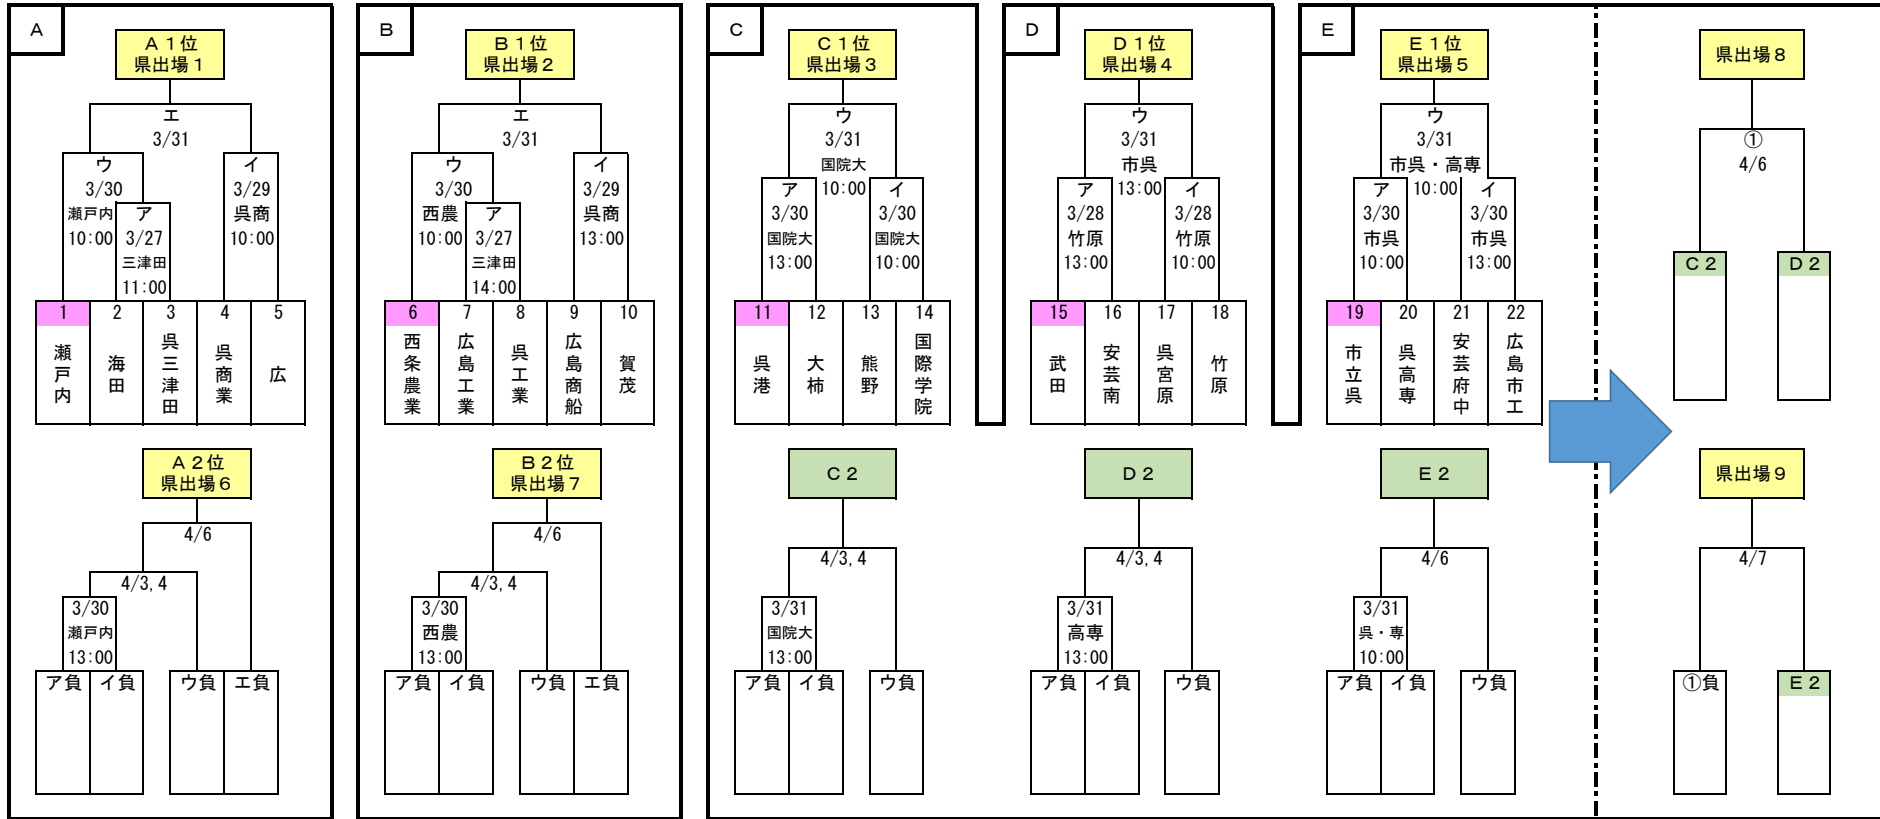 A
A1位
県出場1
エ
3/31
ウ
3/30
瀬戸内
10:00
ア
3/27
三津田
11:00
イ
3/29
呉商
10:00
1
瀬戸内
2
海田
3
呉三津田
4
呉商業
5
広
A2位
県出場6
4/6
4/3,4
3/30
瀬戸内
13:00
ア負
イ負
ウ負
エ負
B
B1位
県出場2
エ
3/31
ウ
3/30
西農
10:00
ア
3/27
三津田
14:00
イ
3/29
呉商
13:00
6
西条農業
7
広島工業
8
呉工業
9
広島商船
10
賀茂
B2位
県出場7
4/6
4/3,4
3/30
西農
13:00
ア負
イ負
ウ負
エ負
C
C1位
県出場3
ウ
3/31
国院大
10:00
ア
3/30
国院大
13:00
イ
3/30
国院大
10:00
11
呉港
12
大柿
13
熊野
14
国際学院
C2
4/3,4
3/31
国院大
13:00
ア負
イ負
ウ負
D
D1位
県出場4
ウ
3/31
市呉
13:00
ア
3/28
竹原
13:00
イ
3/28
竹原
10:00
15
武田
16
安芸南
17
呉宮原
18
竹原
D2
4/3,4
3/31
高専
13:00
ア負
イ負
ウ負
E
E1位
県出場5
ウ
3/31
市呉・高専
10:00
ア
3/30
市呉
10:00
イ
3/30
市呉
13:00
19
市立呉
20
呉高専
21
安芸府中
22
広島市工
E2
4/6
3/31
呉・専
10:00
ア負
イ負
ウ負
県出場8
①
4/6
C2
D2
県出場9
4/7
①負
E2